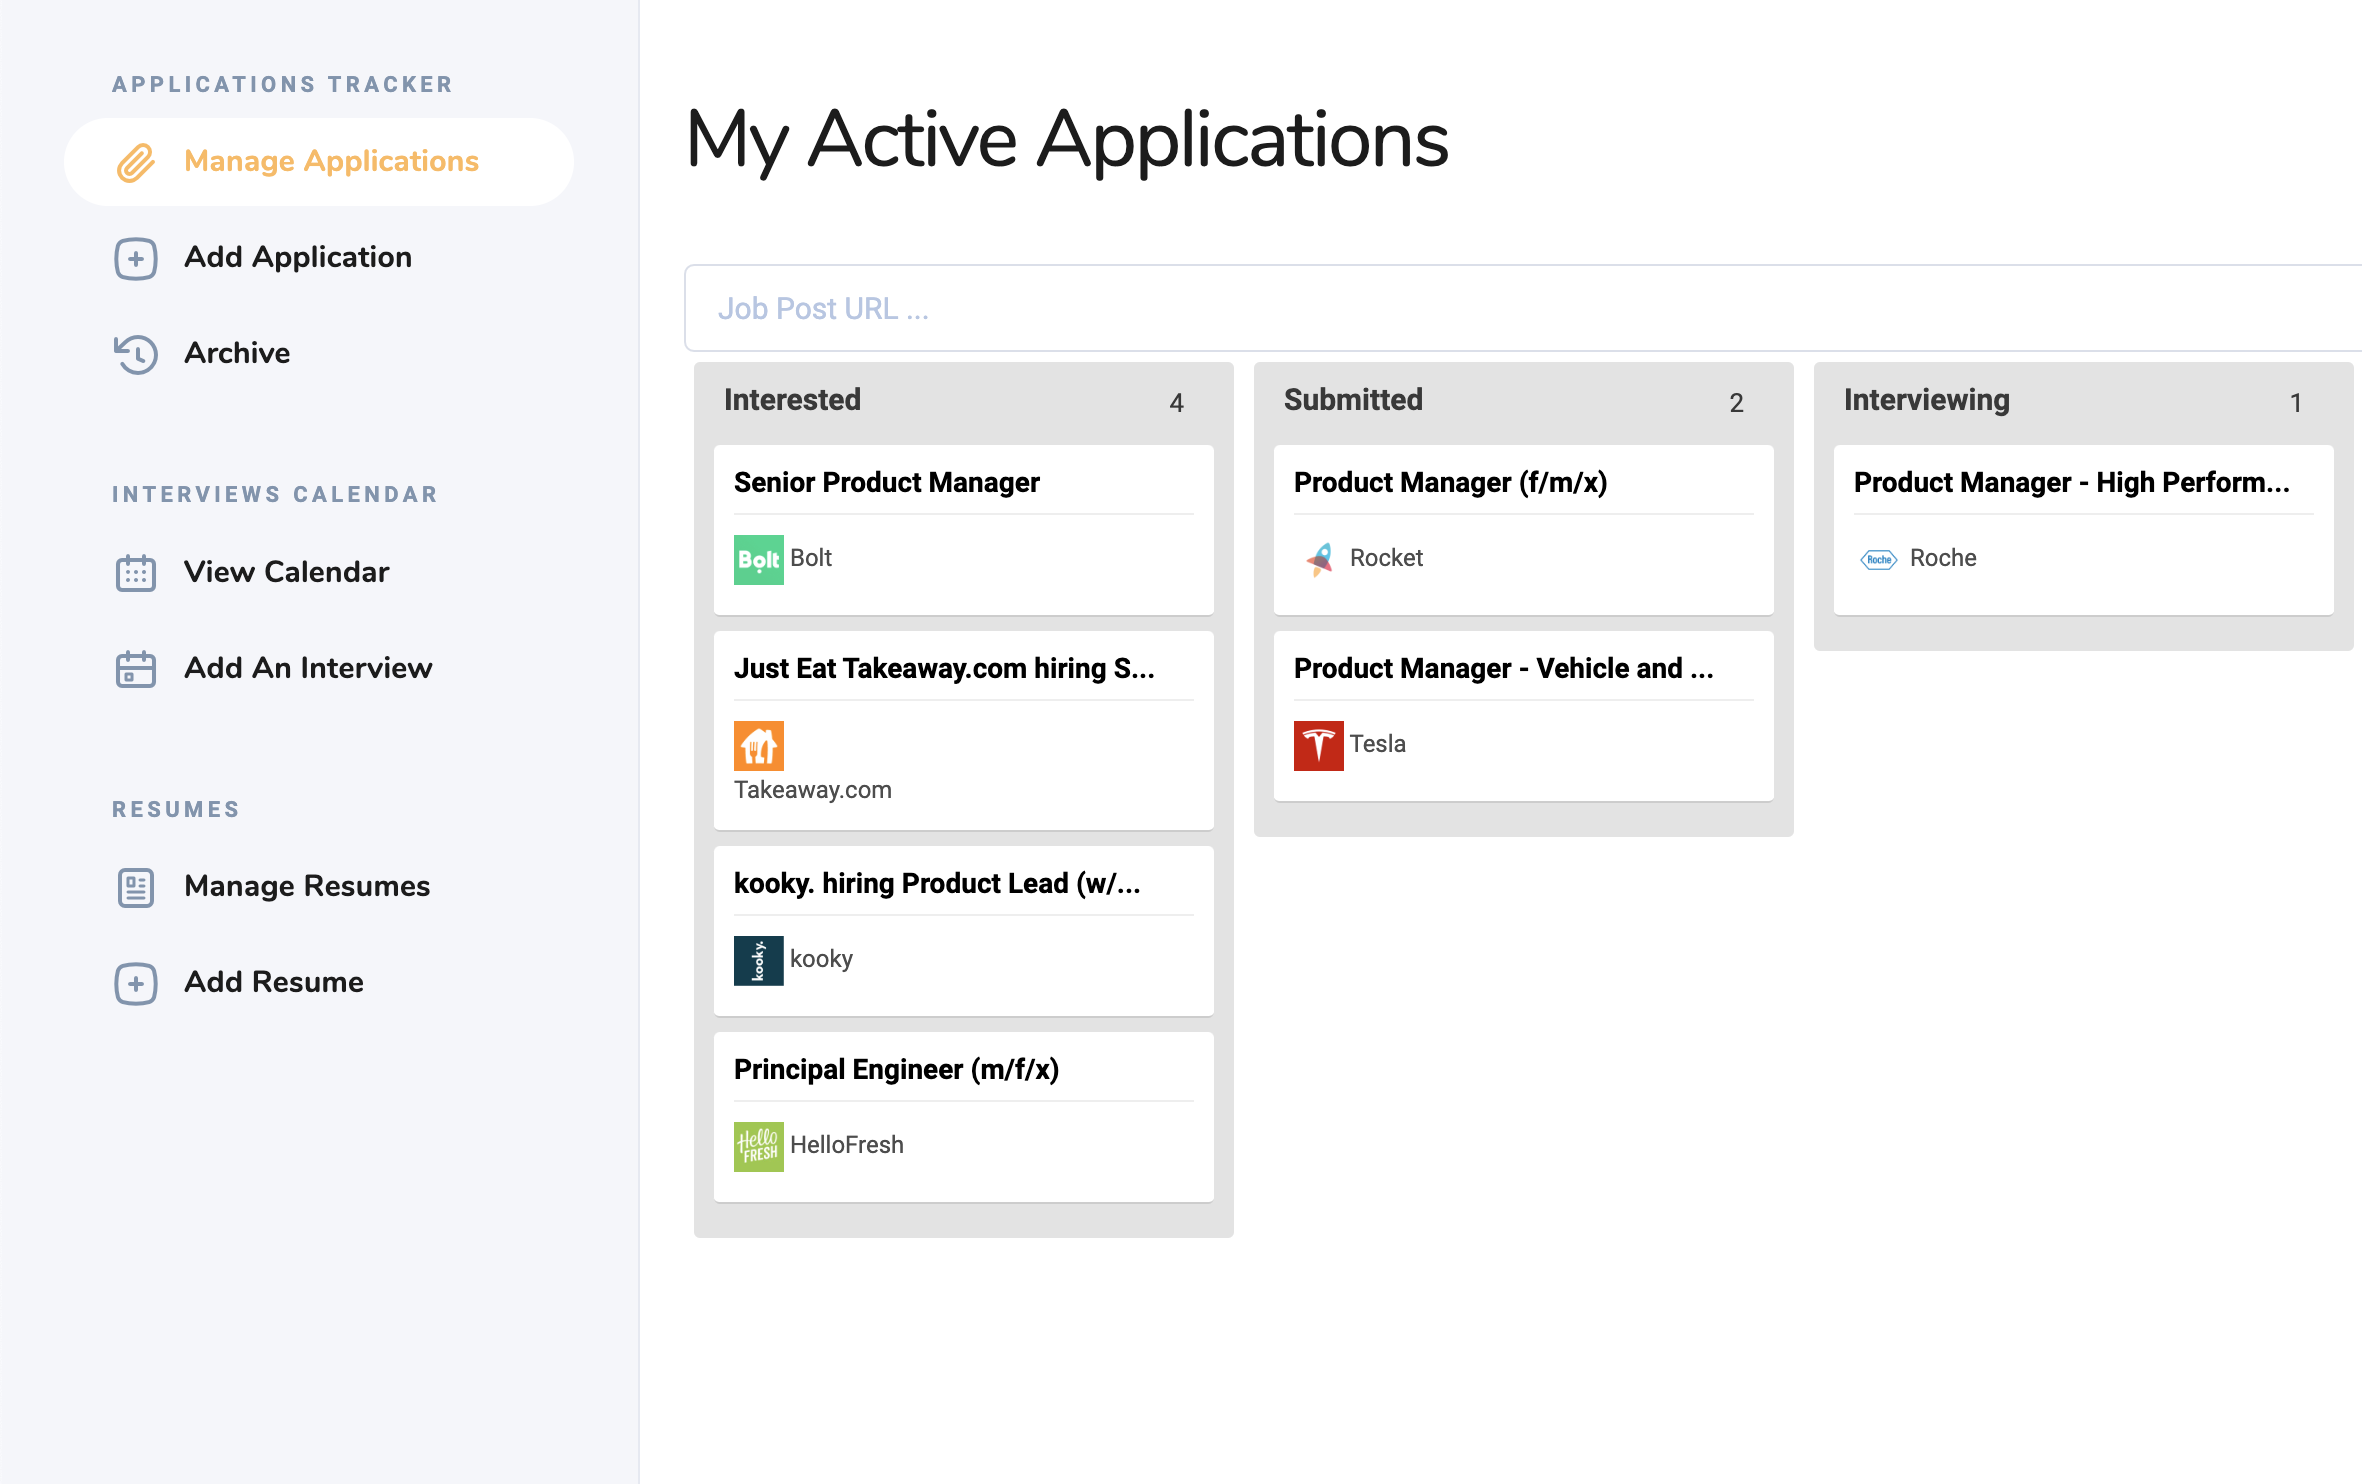 APPLICATIONS TRACKER
Manage Applications
Add Application
Archive
INTERVIEWS CALENDAR
View Calendar
Add An Interview
RESUMES
Manage Resumes
Add Resume
My Active Applications
Job Post URL ...
Interested 4
Senior Product Manager
Bolt Bolt
Just Eat Takeaway.com hiring S...
Takeaway.com
kooky. hiring Product Lead (w/...
kooky. kooky
Principal Engineer (m/f/x)
Hello
FRESH HelloFresh
Submitted 2
Product Manager (f/m/x)
Rocket
Product Manager - Vehicle and ...
Tesla
Interviewing 1
Product Manager - High Perform...
Roche Roche